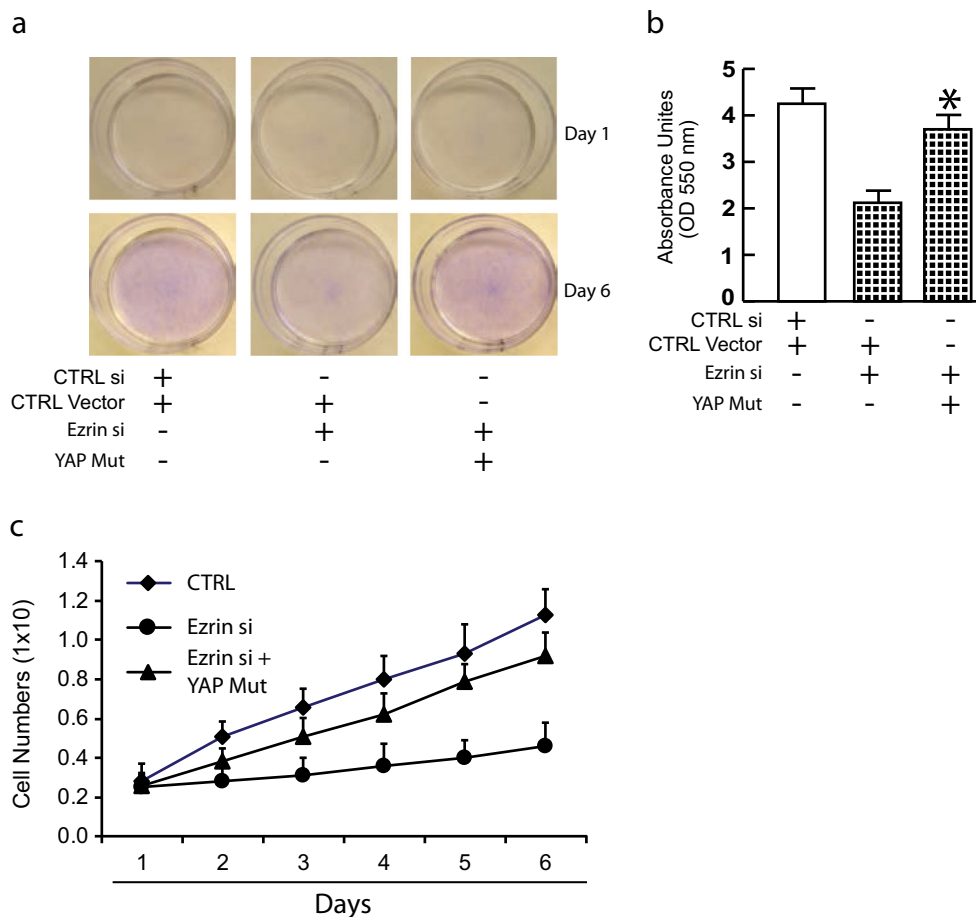 a
Day 1
Day 6
CTRL si + - -
CTRL Vector + + -
Ezrin si - + +
YAP Mut - - +
b
Absorbance Unites
(OD 550 nm)
5
4
3
2
1
0
*
CTRL si + - -
CTRL Vector + + -
Ezrin si - + +
YAP Mut - - +
c
Cell Numbers (1x10)
1.4
1.2
1.0
0.8
0.6
0.4
0.2
0.0
CTRL
Ezrin si
Ezrin si +
YAP Mut
1 2 3 4 5 6
Days